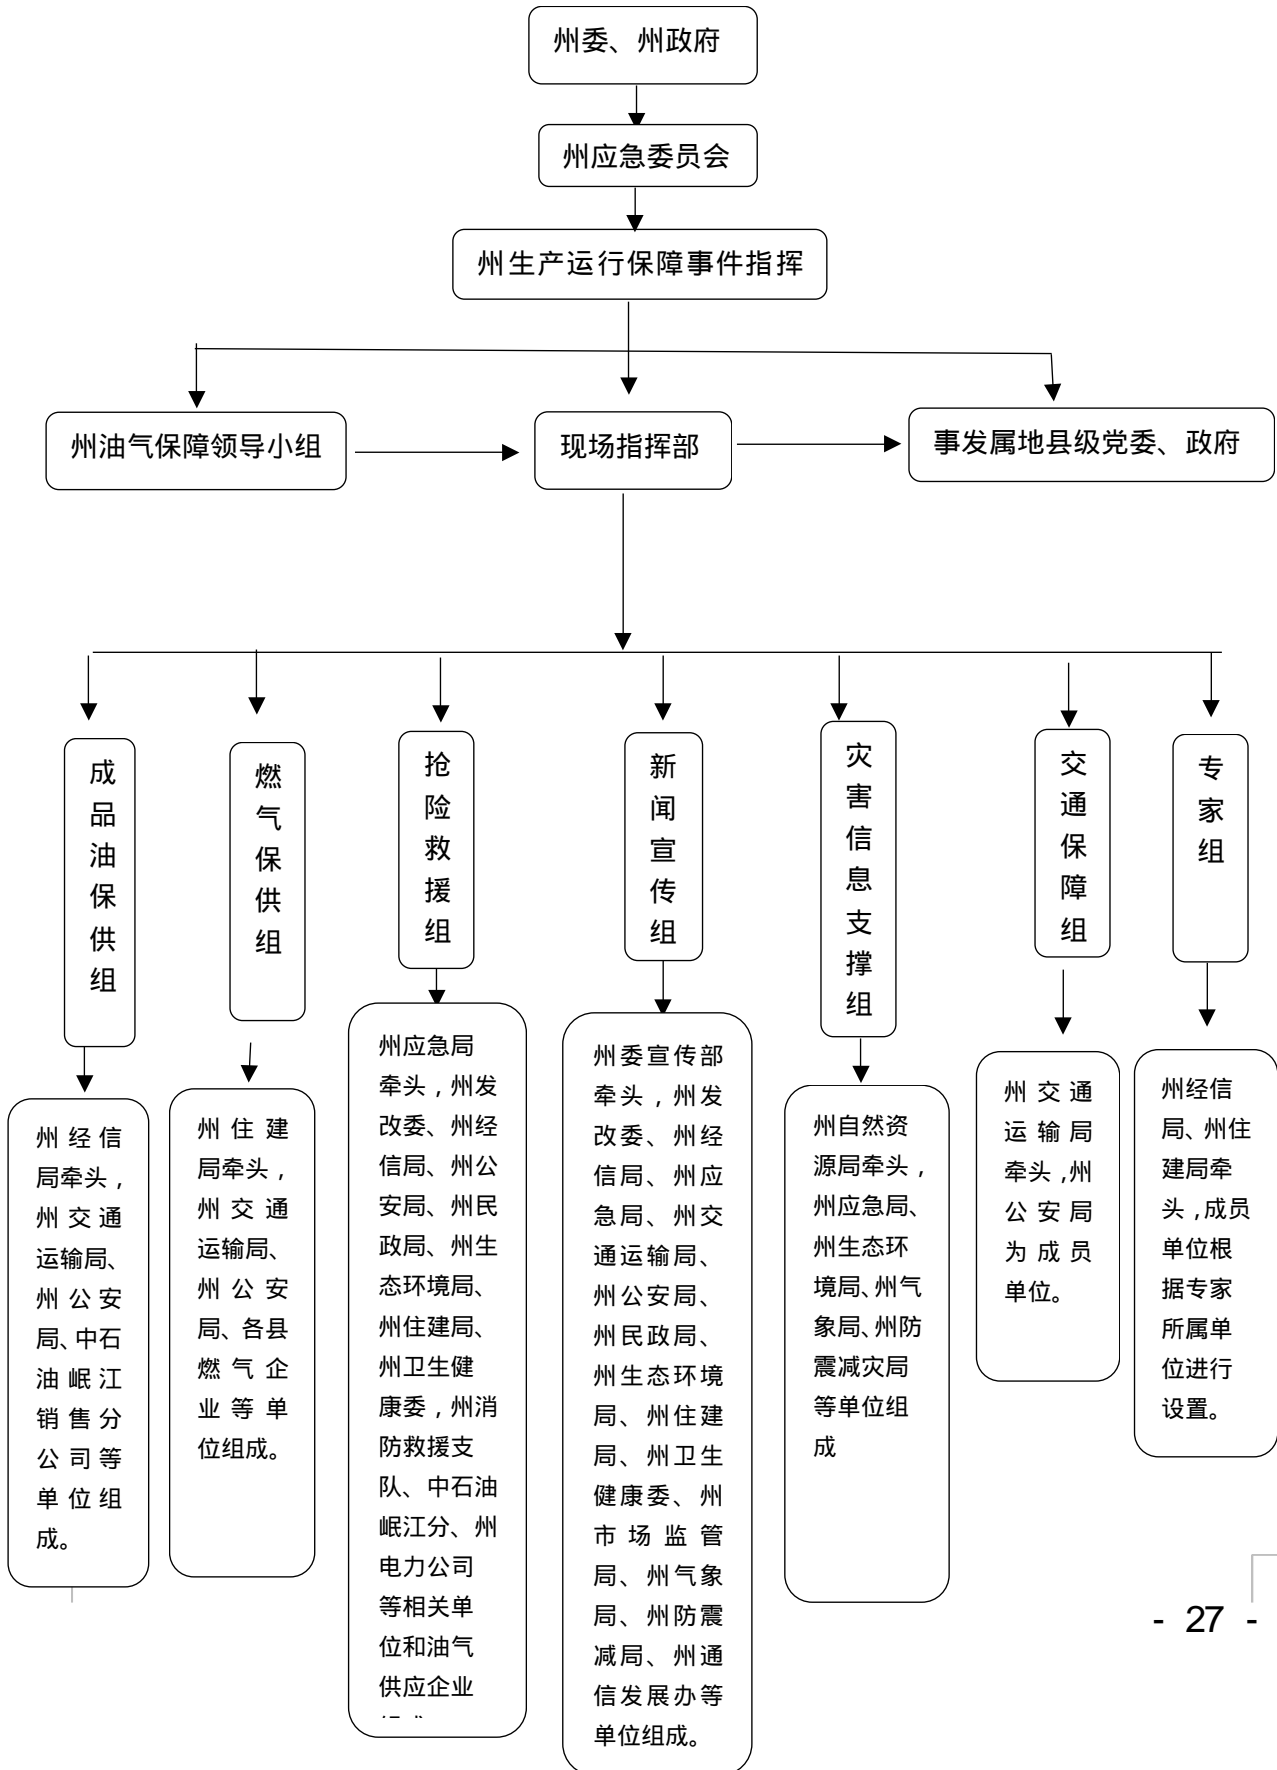 州委、州政府
州应急委员会
州生产运行保障事件指挥
州油气保障领导小组
现场指挥部
事发属地县级党委、政府
成品油保供组
燃气保供组
抢险救援组
新闻宣传组
灾害信息支撑组
交通保障组
专家组
州经信
局牵头，
州交通
运输局、
州公安
局、中石
油岷江
销售分
公司等
单位组
成。
州住建
局牵头，
州交通
运输局、
州公安
局、各县
燃气企
业等单
位组成。
州应急局
牵头，州发
改委、州经
信局、州公
安局、州民
政局、州生
态环境局、
州住建局、
州卫生健
康委，州消
防救援支
队、中石油
岷江分、州
电力公司
等相关单
位和油气
供应企业
州委宣传部
牵头，州发
改委、州经
信局、州应
急局、州交
通运输局、
州公安局、
州民政局、
州生态环境
局、州住建
局、州卫生
健康委、州
市场监管
局、州气象
局、州防震
减局、州通
信发展办等
单位组成。
州自然资
源局牵头，
州应急局、
州生态环
境局、州气
象局、州防
震减灾局
等单位组
成
州交通
运输局
牵头，州
公安局
为成员
单位。
州经信
局、州住
建局牵
头，成员
单位根
据专家
所属单
位进行
设置。
- 27 -